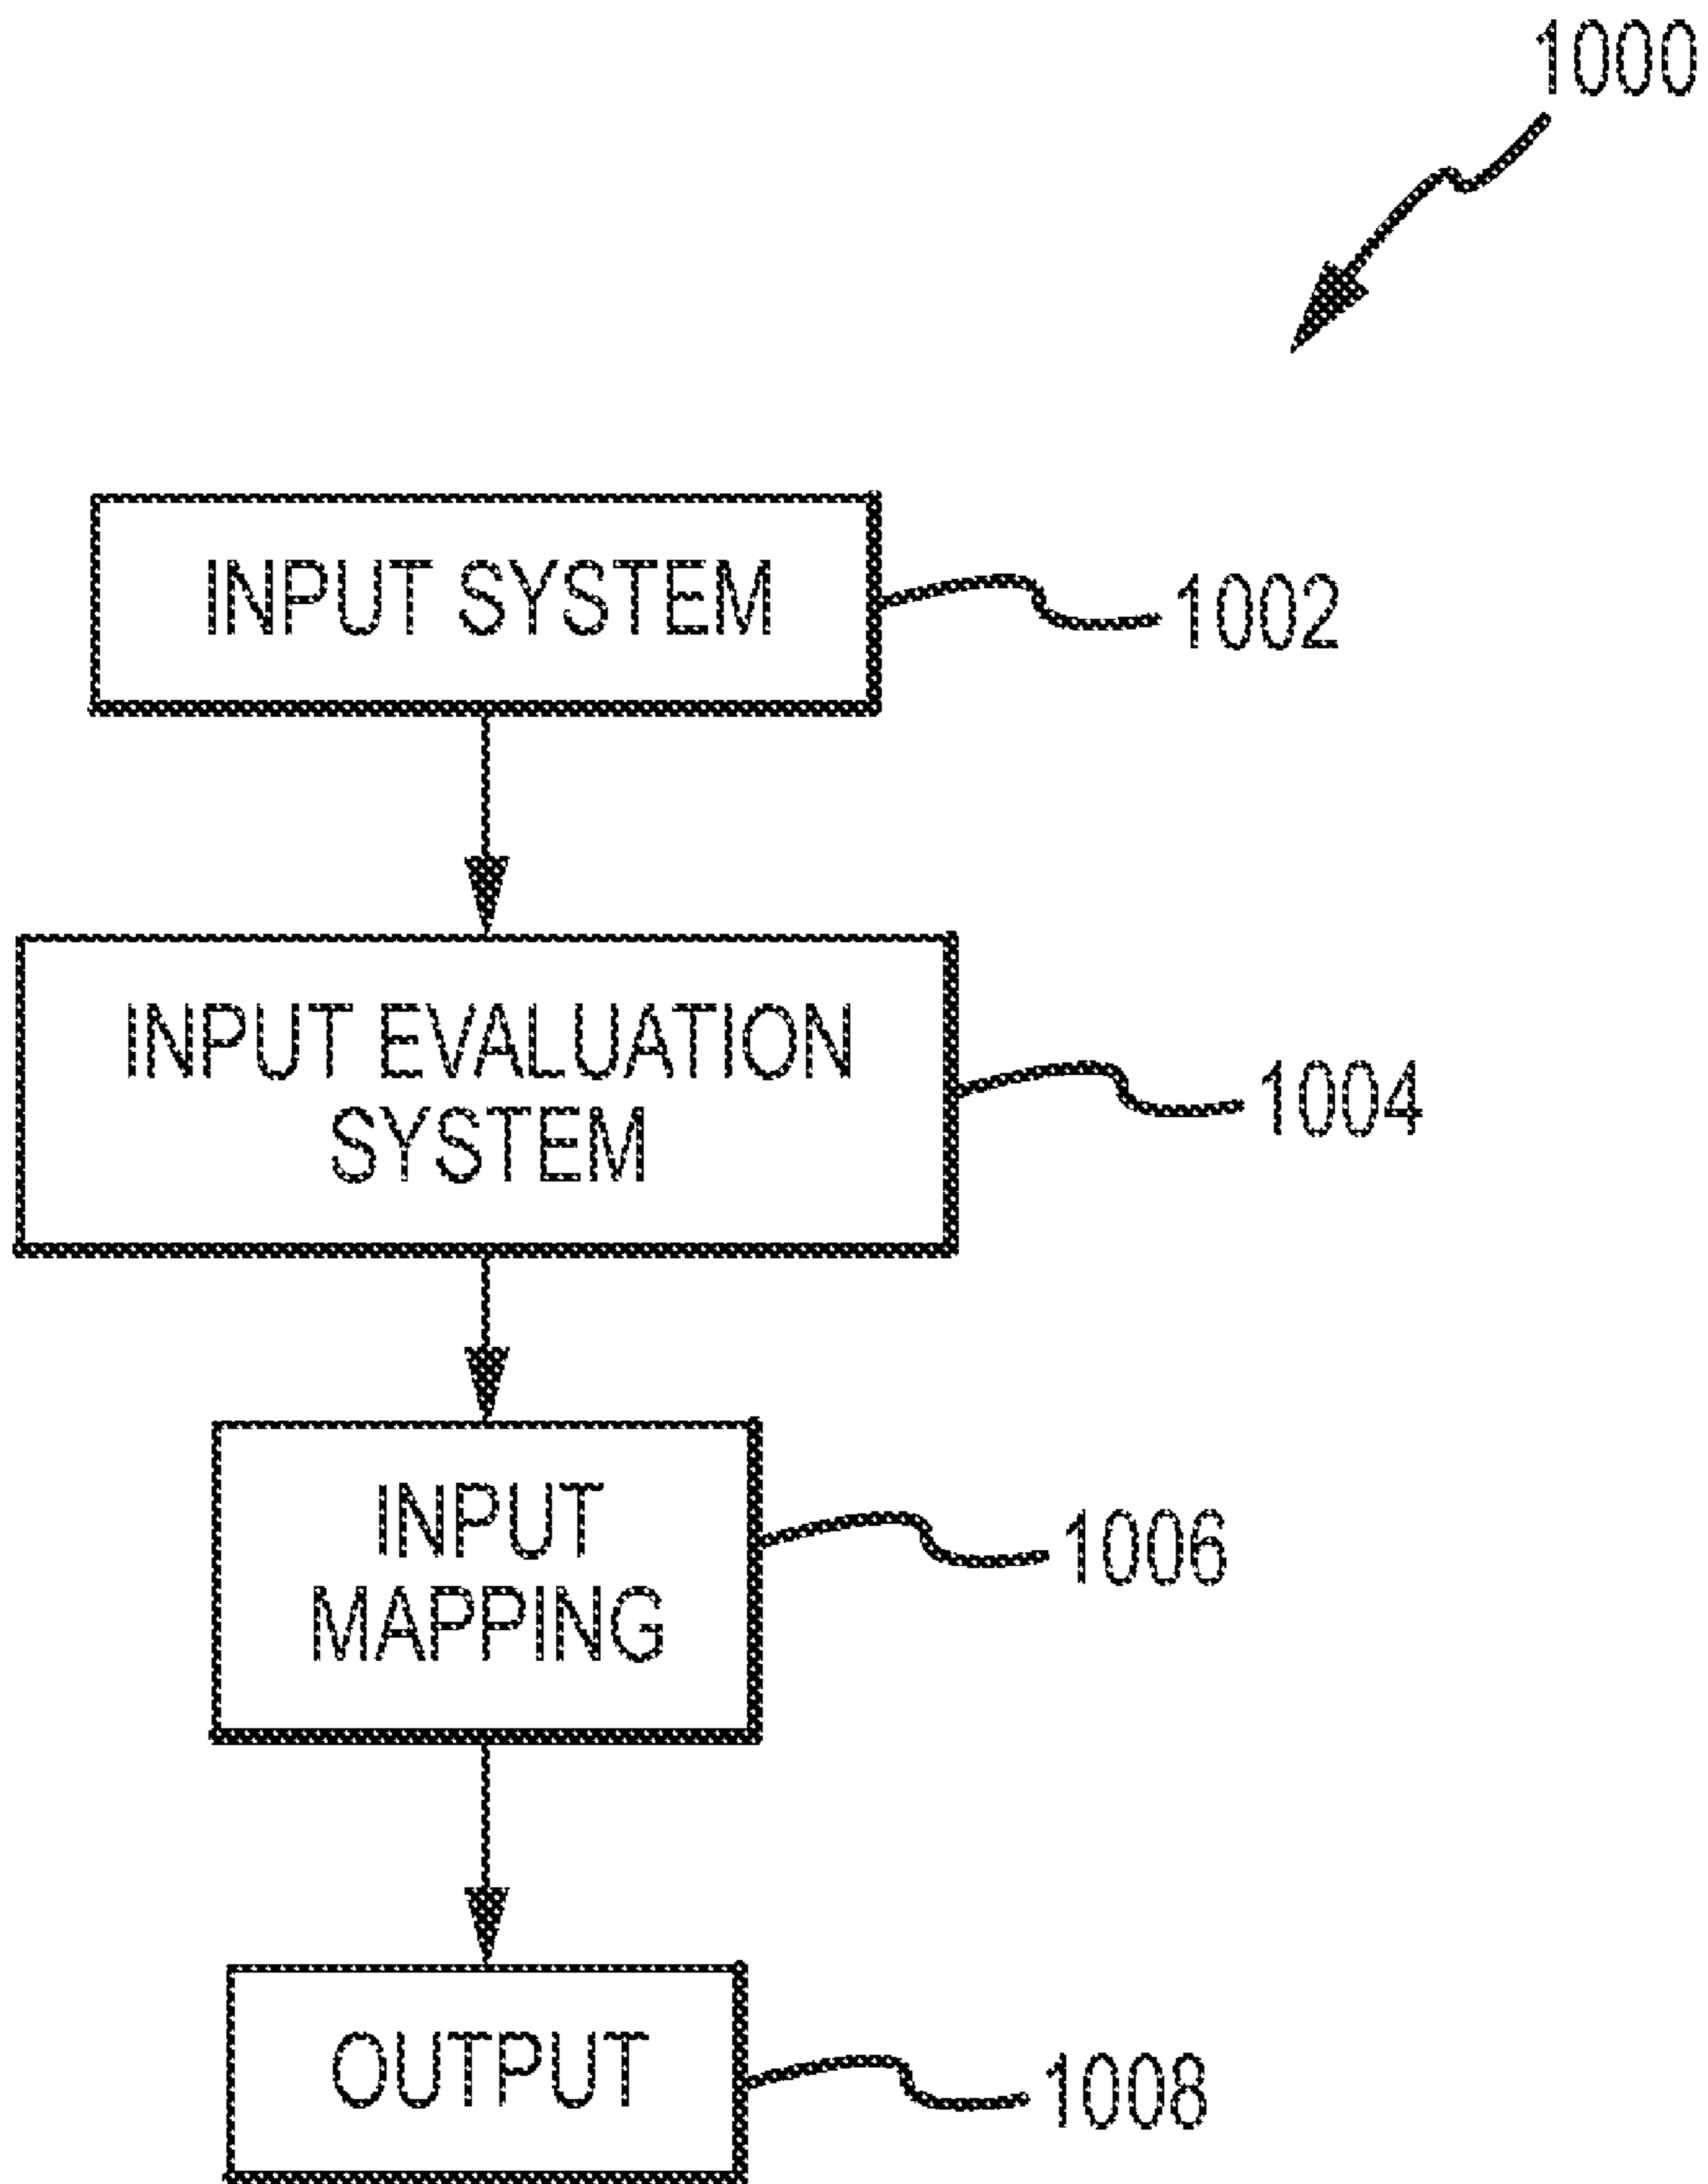 1000
INPUT SYSTEM
1002
INPUT EVALUATION
SYSTEM
1004
INPUT
MAPPING
1006
OUTPUT
1008